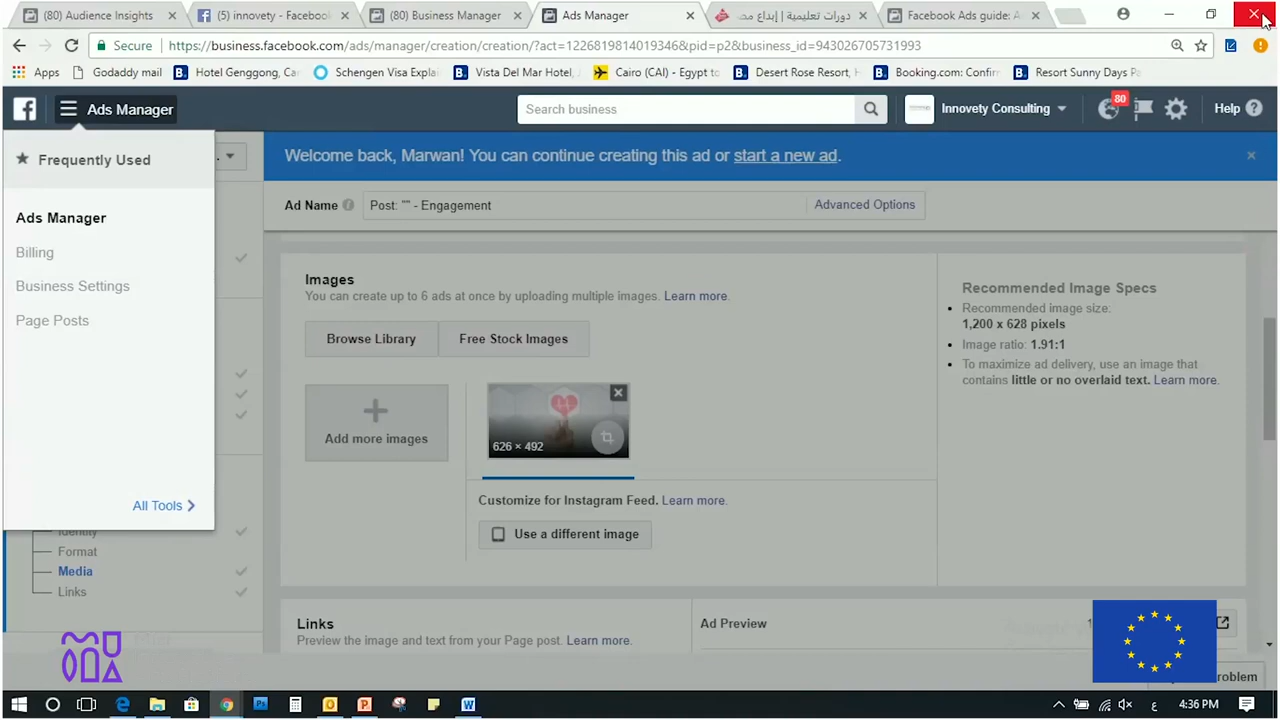 (80) Audience Insights
(5) innovety - Facebook
(80) Business Manager
Ads Manager
دورات تعليمية | إبداع مص
Facebook Ads guide: A
Secure
https://business.facebook.com/ads/manager/creation/creation/?act=1226819814019346&pid=p2&business_id=943026705731993
Apps
Godaddy mail
Hotel Genggong, Ca
Schengen Visa Expla
Vista Del Mar Hotel,
Cairo (CAI) - Egypt to
Desert Rose Resort, H
Booking.com: Confir
Resort Sunny Days P
Ads Manager
Search business
Innovety Consulting
80
Help
Frequently Used
Ads Manager
Billing
Business Settings
Page Posts
All Tools
Identity
Format
Media
Links
Welcome back, Marwan! You can continue creating this ad or start a new ad.
Ad Name
Post: "" - Engagement
Advanced Options
Images
You can create up to 6 ads at once by uploading multiple images. Learn more.
Browse Library
Free Stock Images
Add more images
626 × 492
Customize for Instagram Feed. Learn more.
Use a different image
Recommended Image Specs
Recommended image size:
1,200 x 628 pixels
Image ratio: 1.91:1
To maximize ad delivery, use an image that
contains little or no overlaid text. Learn more.
Links
Preview the image and text from your Page post. Learn more.
Ad Preview
1
roblem
4:36 PM
ع